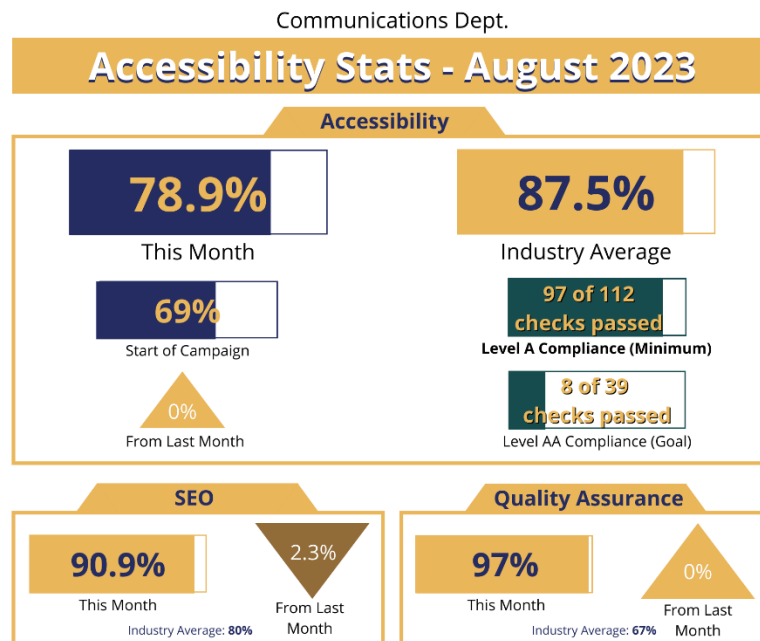 Communications Dept.
Accessibility Stats - August 2023
Accessibility
78.9%
This Month
87.5%
Industry Average
69%
Start of Campaign
97 of 112
checks passed
Level A Compliance (Minimum)
0%
From Last Month
8 of 39
checks passed
Level AA Compliance (Goal)
SEO
90.9%
This Month
2.3%
From Last
Month
Industry Average: 80%
Quality Assurance
97%
This Month
0%
From Last
Month
Industry Average: 67%